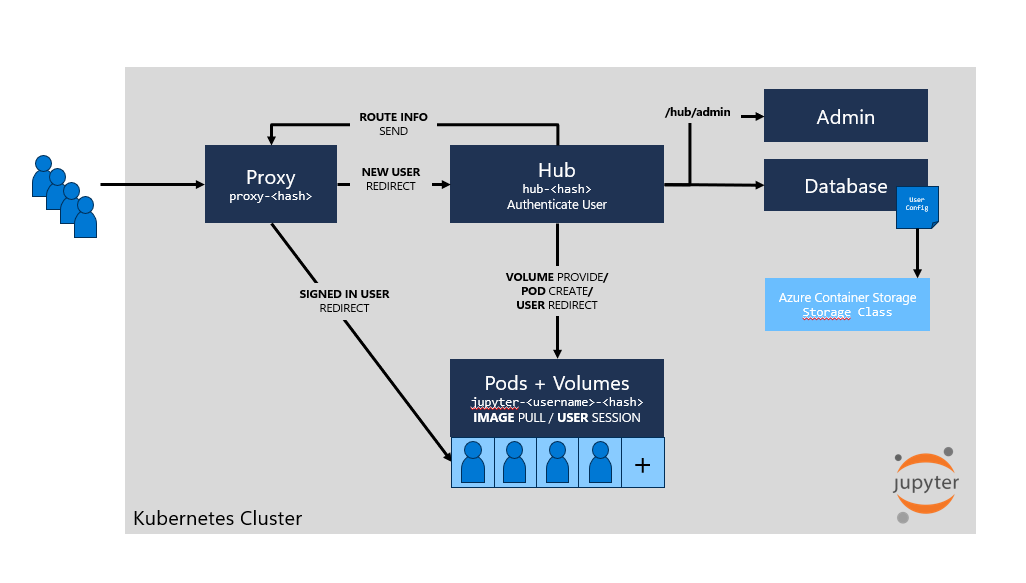 ROUTE INFO
SEND
/hub/admin
Admin
Proxy
proxy-<hash>
NEW USER
REDIRECT
Hub
hub-<hash>
Authenticate User
Database
User
Config
VOLUME PROVIDE/
POD CREATE/
USER REDIRECT
SIGNED IN USER
REDIRECT
Azure Container Storage
Storage Class
Pods + Volumes
jupyter-<username>-<hash>
IMAGE PULL / USER SESSION
+
jupyter
Kubernetes Cluster